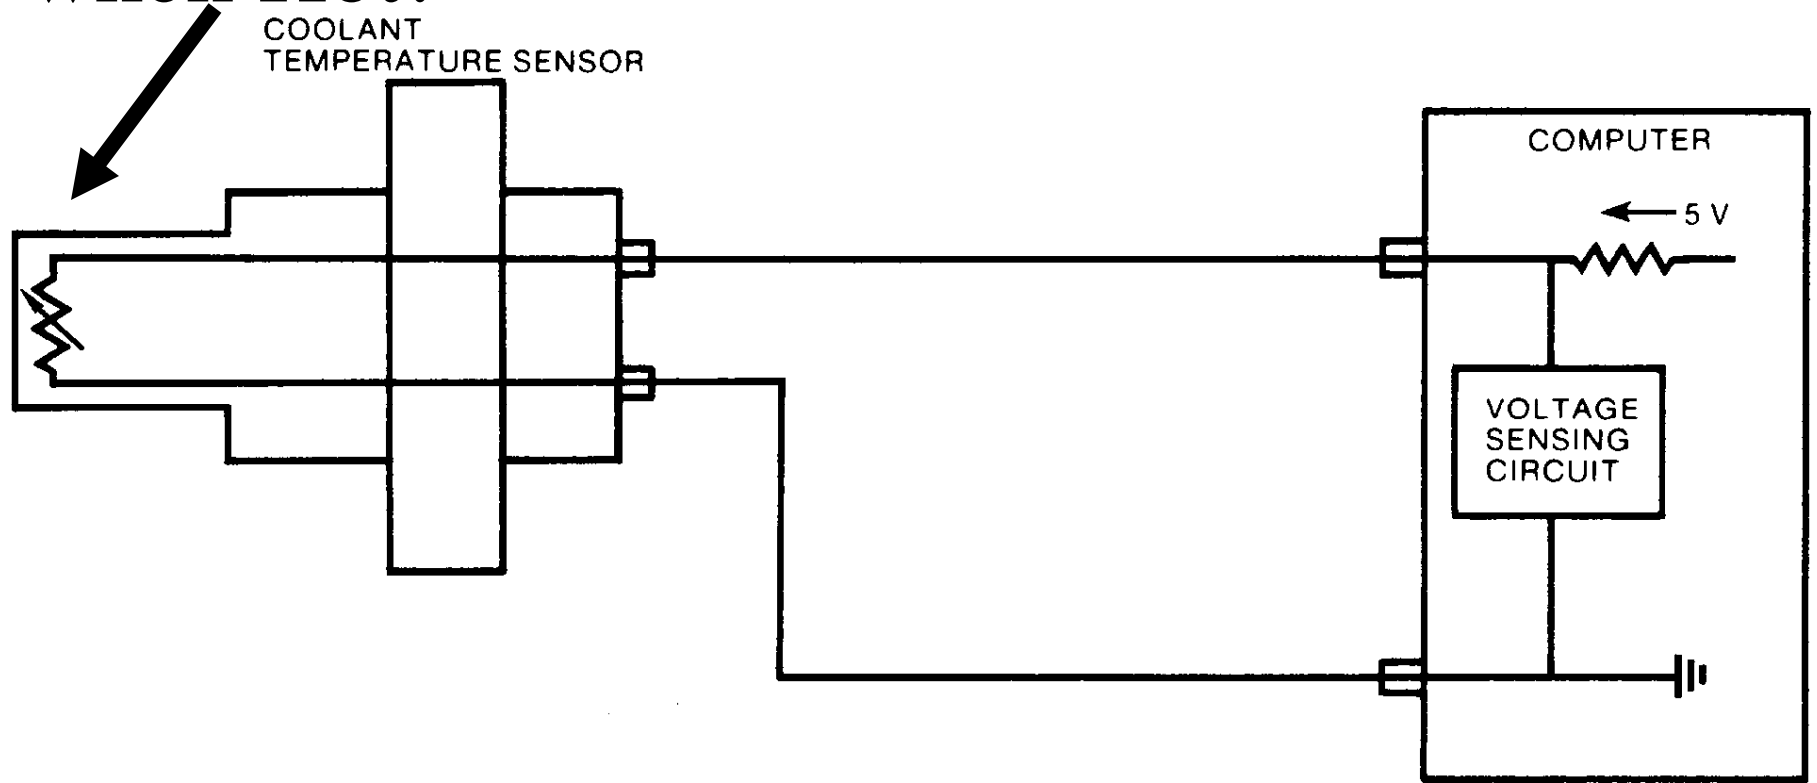 COOLANT
TEMPERATURE SENSOR
COMPUTER
5 V
VOLTAGE
SENSING
CIRCUIT